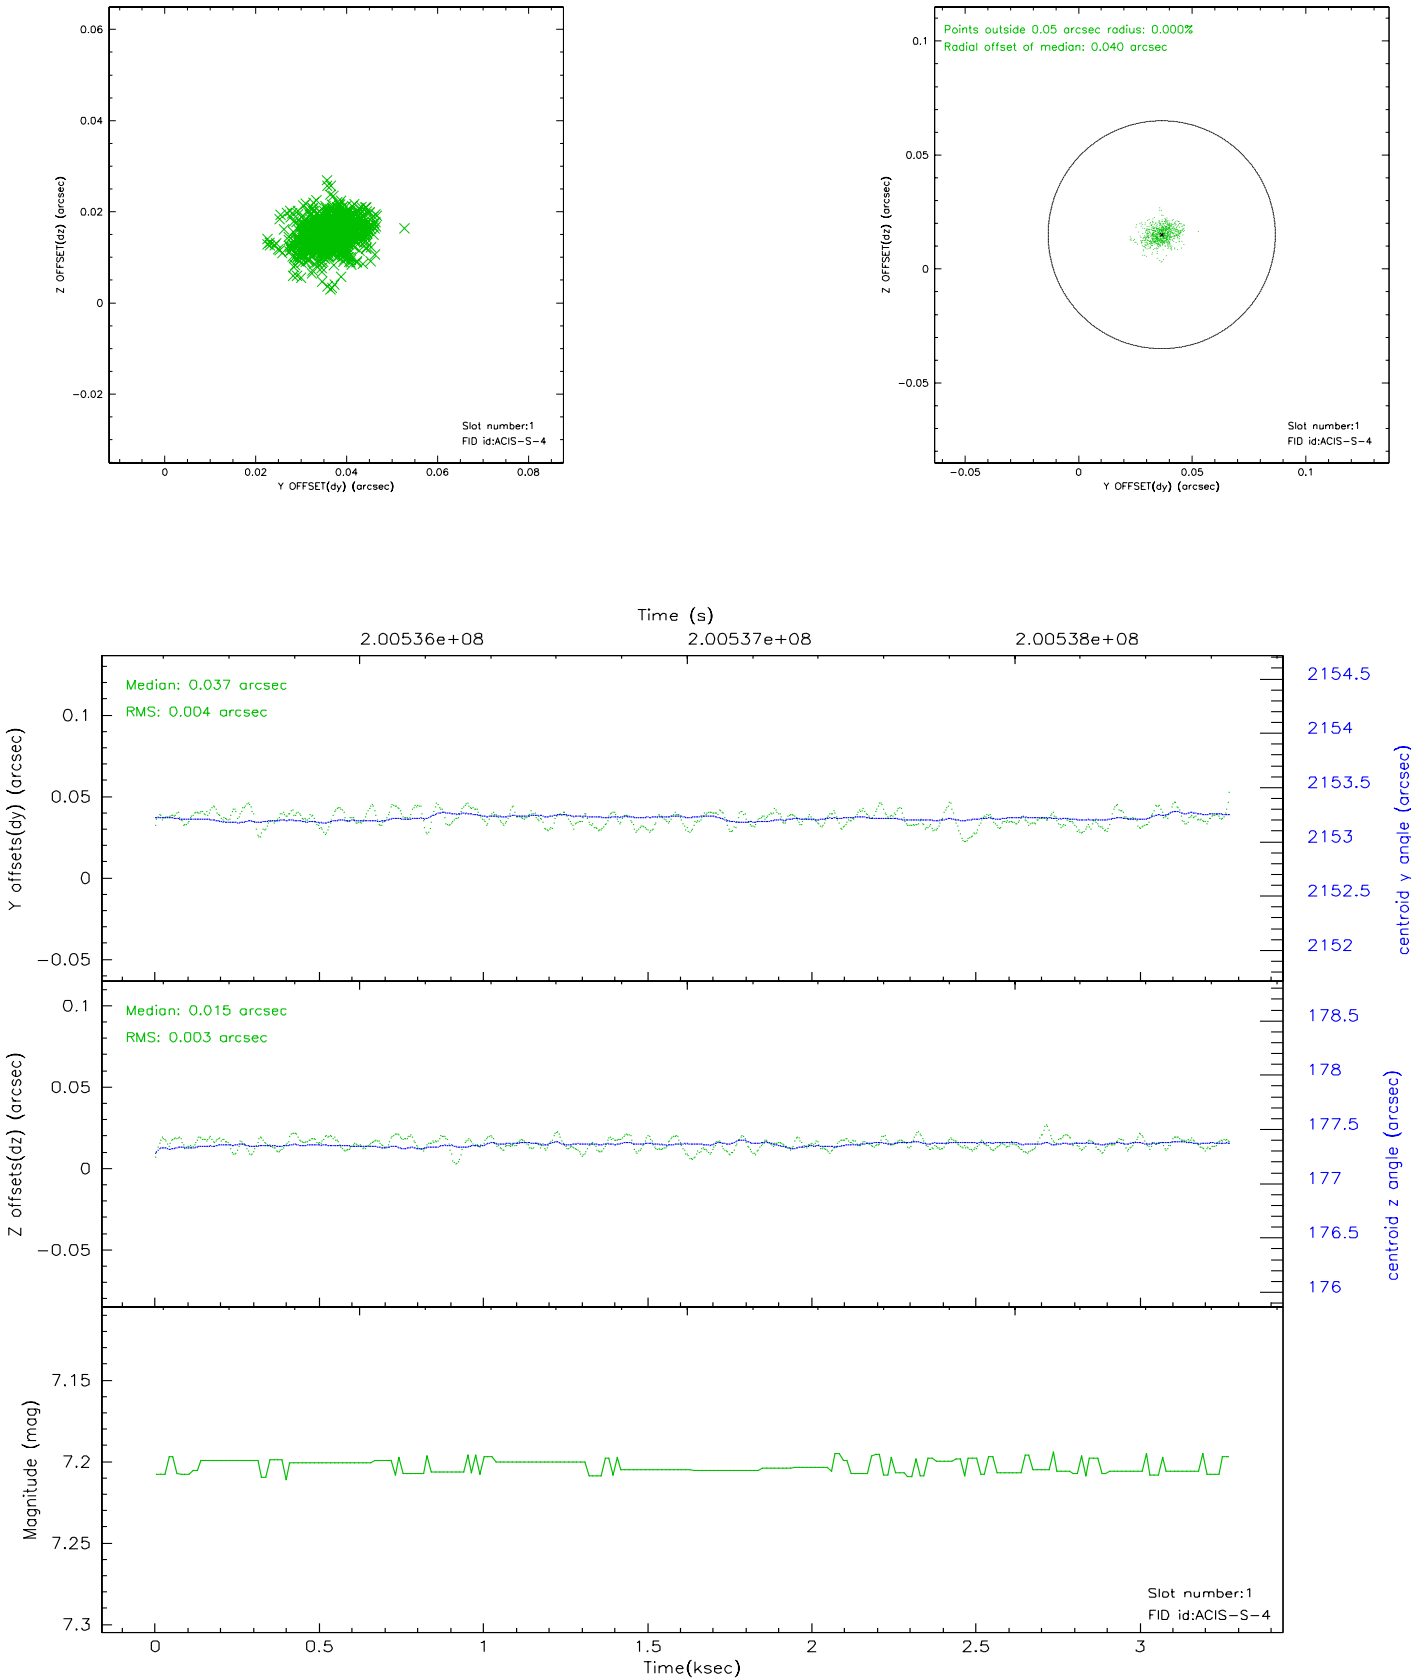 0.06
0.04
0.02
0
−0.02
Z OFFSET(dz) (arcsec)
Slot number:1
FID id:ACIS−S−4
0 0.02 0.04 0.06 0.08
Y OFFSET(dy) (arcsec)
Points outside 0.05 arcsec radius: 0.000%
Radial offset of median: 0.040 arcsec
0.1
0.05
0
−0.05
Z OFFSET(dz) (arcsec)
Slot number:1
FID id:ACIS−S−4
−0.05 0 0.05 0.1
Y OFFSET(dy) (arcsec)
Time (s)
2.00536e+08 2.00537e+08 2.00538e+08
Median: 0.037 arcsec
RMS: 0.004 arcsec
0.1
0.05
0
−0.05
Y offsets(dy) (arcsec)
2154.5
2154
2153.5
2153
2152.5
2152
centroid y angle (arcsec)
Median: 0.015 arcsec
RMS: 0.003 arcsec
0.1
0.05
0
−0.05
Z offsets(dz) (arcsec)
178.5
178
177.5
177
176.5
176
centroid z angle (arcsec)
7.15
7.2
7.25
7.3
Magnitude (mag)
Slot number:1
FID id:ACIS−S−4
0 0.5 1 1.5 2 2.5 3
Time(ksec)